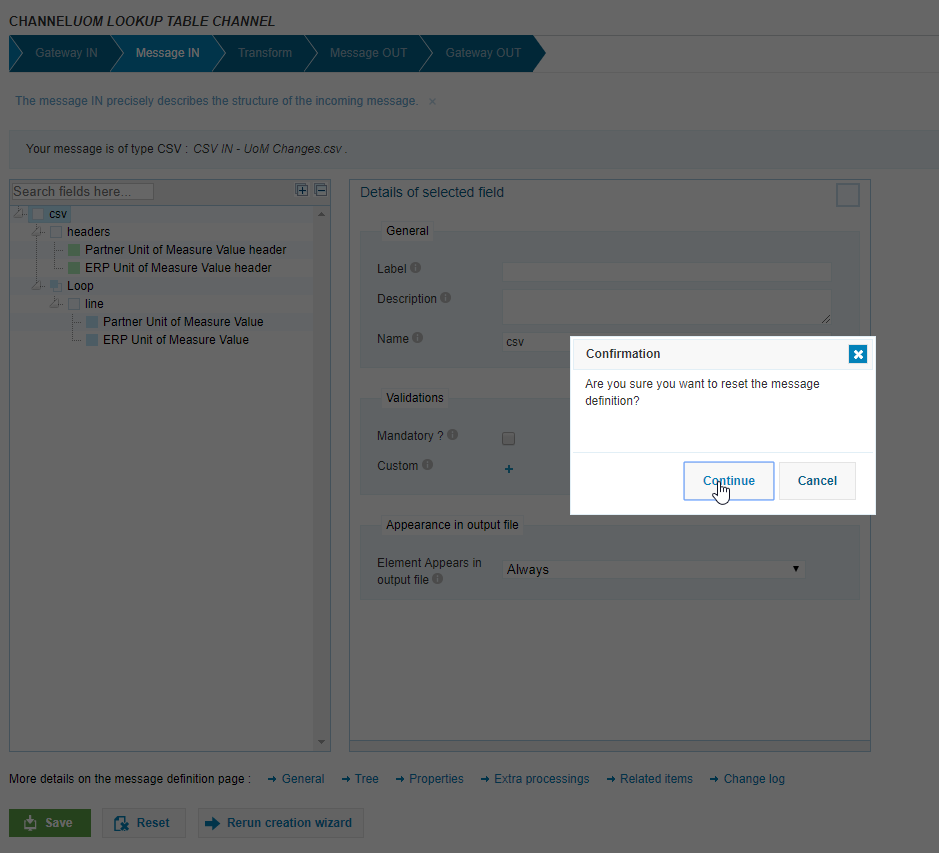 CHANNELUOM LOOKUP TABLE CHANNEL
Gateway IN
Message IN
Transform
Message OUT
Gateway OUT
The message IN precisely describes the structure of the incoming message. ×
Your message is of type CSV : CSV IN - UoM Changes.csv .
Search fields here...
csv
headers
Partner Unit of Measure Value header
ERP Unit of Measure Value header
Loop
line
Partner Unit of Measure Value
ERP Unit of Measure Value
Details of selected field
General
Label
Description
Name
csv
Validations
Mandatory ?
Custom
+
Appearance in output file
Element Appears in
output file
Always
Confirmation
Are you sure you want to reset the message
definition?
Continue
Cancel
More details on the message definition page :
General
Tree
Properties
Extra processings
Related items
Change log
Save
Reset
Rerun creation wizard